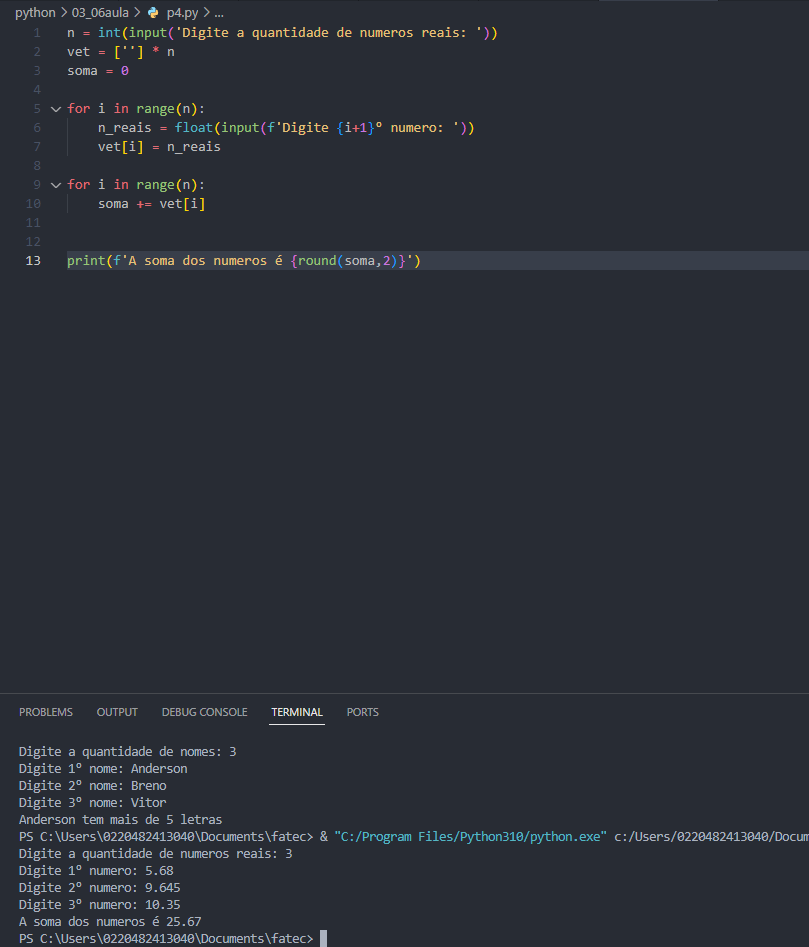 python > 03_06aula > p4.py > ...
1 n = int(input('Digite a quantidade de numeros reais: '))
2 vet = [''] * n
3 soma = 0
4
5 for i in range(n):
6     n_reais = float(input(f'Digite {i+1}º numero: '))
7     vet[i] = n_reais
8
9 for i in range(n):
10     soma += vet[i]
11
12
13 print(f'A soma dos numeros é {round(soma,2)}')
PROBLEMS OUTPUT DEBUG CONSOLE TERMINAL PORTS
Digite a quantidade de nomes: 3
Digite 1º nome: Anderson
Digite 2º nome: Breno
Digite 3º nome: Vitor
Anderson tem mais de 5 letras
PS C:\Users\0220482413040\Documents\fatec> & "C:/Program Files/Python310/python.exe" c:/Users/0220482413040/Docum
Digite a quantidade de numeros reais: 3
Digite 1º numero: 5.68
Digite 2º numero: 9.645
Digite 3º numero: 10.35
A soma dos numeros é 25.67
PS C:\Users\0220482413040\Documents\fatec>